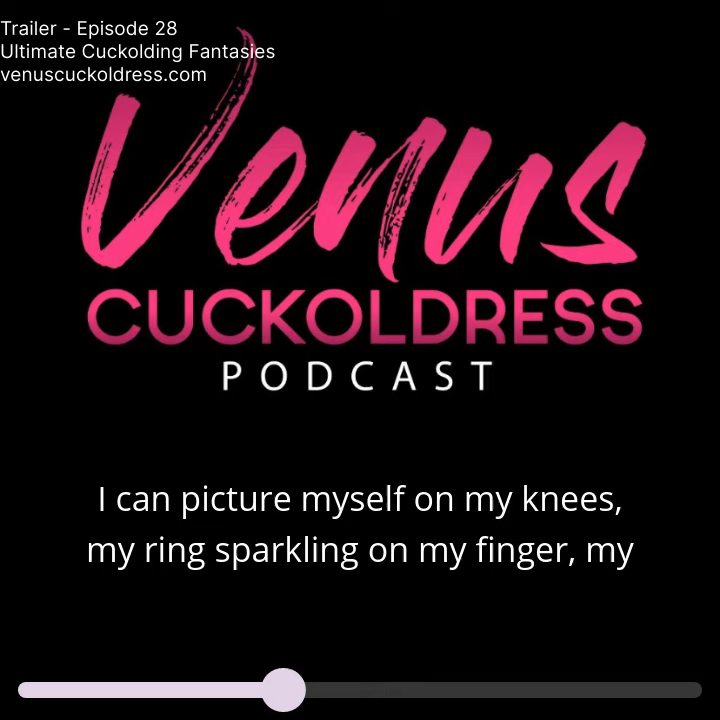 Trailer - Episode 28
Ultimate Cuckolding Fantasies
venuscuckoldress.com
Venus
CUCKOLDRESS
PODCAST
I can picture myself on my knees,
my ring sparkling on my finger, my